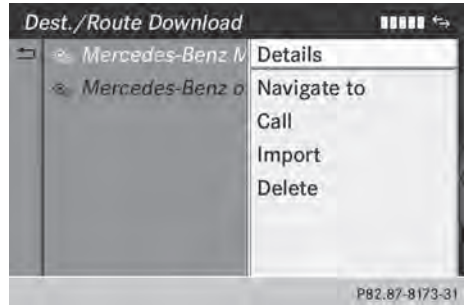 Dest./Route Download
Mercedes-Benz M
Mercedes-Benz o
Details
Navigate to
Call
Import
Delete
P82.87-8173-31